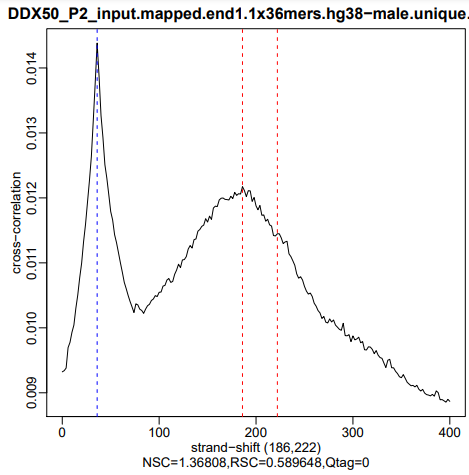 DDX50_P2_input.mapped.end1.1x36mers.hg38−male.unique.
0.014
0.013
0.012
0.011
0.010
0.009
cross−correlation
0 100 200 300 400
strand−shift (186,222)
NSC=1.36808,RSC=0.589648,Qtag=0